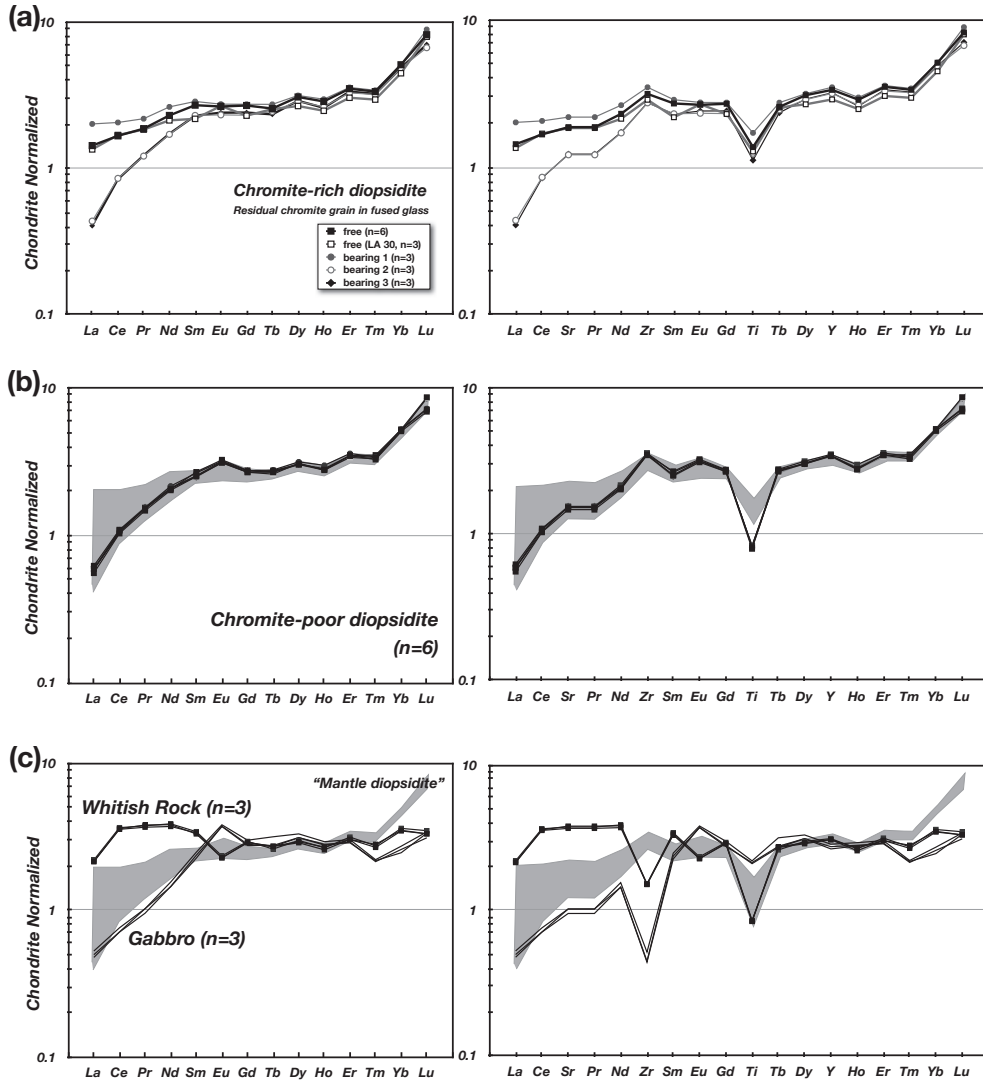 (a)
10
1
0.1
Chondrite Normalized
Chromite-rich diopsidite
Residual chromite grain in fused glass
free (n=6)
free (LA 30, n=3)
bearing 1 (n=3)
bearing 2 (n=3)
bearing 3 (n=3)
La Ce Pr Nd Sm Eu Gd Tb Dy Ho Er Tm Yb Lu
10
1
0.1
La Ce Sr Pr Nd Zr Sm Eu Gd Ti Tb Dy Y Ho Er Tm Yb Lu
(b)
10
1
0.1
Chondrite Normalized
Chromite-poor diopsidite
(n=6)
La Ce Pr Nd Sm Eu Gd Tb Dy Ho Er Tm Yb Lu
10
1
0.1
La Ce Sr Pr Nd Zr Sm Eu Gd Ti Tb Dy Y Ho Er Tm Yb Lu
(c)
10
1
0.1
Chondrite Normalized
“Mantle diopsidite”
Whitish Rock (n=3)
Gabbro (n=3)
La Ce Pr Nd Sm Eu Gd Tb Dy Ho Er Tm Yb Lu
10
1
0.1
La Ce Sr Pr Nd Zr Sm Eu Gd Ti Tb Dy Y Ho Er Tm Yb Lu